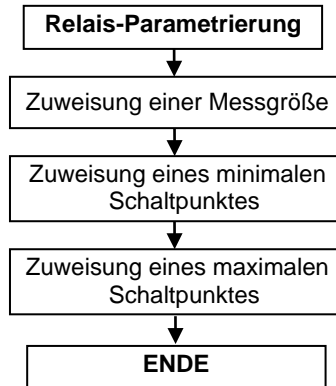 Relais-Parametrierung
Zuweisung einer Messgröße
Zuweisung eines minimalen
Schaltpunktes
Zuweisung eines maximalen
Schaltpunktes
ENDE